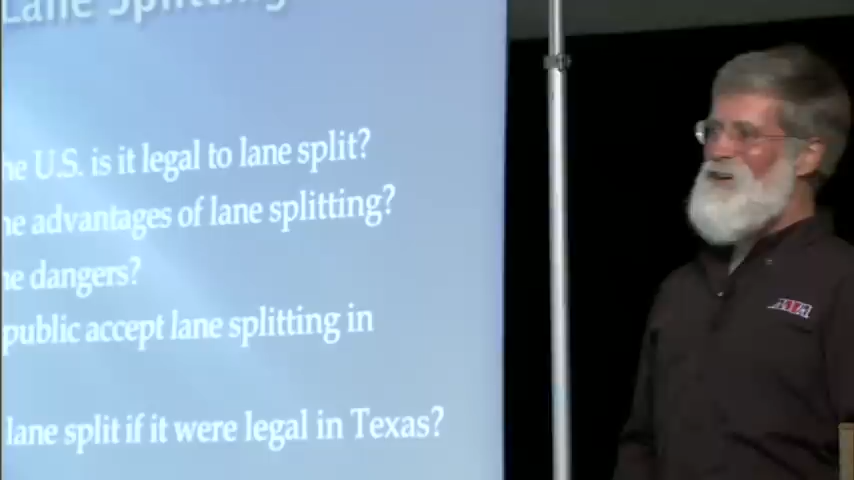 Lane Splitting
he U.S. is it legal to lane split?
he advantages of lane splitting?
he dangers?
public accept lane splitting in
lane split if it were legal in Texas?